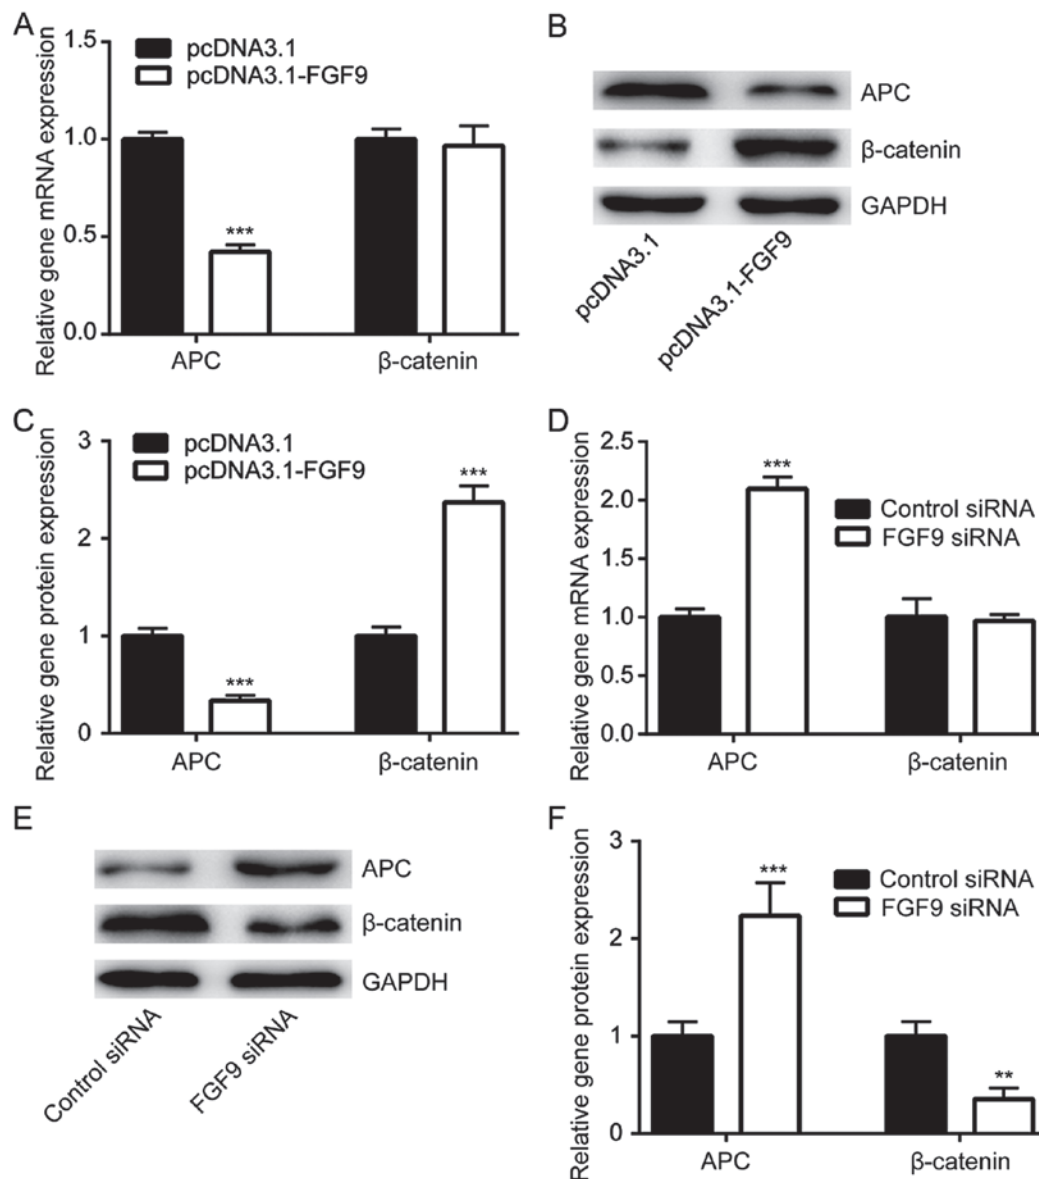 A
Relative gene mRNA expression
1.5
1.0
0.5
0.0
pcDNA3.1
pcDNA3.1-FGF9
***
APC
β-catenin
B
APC
β-catenin
GAPDH
pcDNA3.1
pcDNA3.1-FGF9
C
Relative gene protein expression
3
2
1
0
pcDNA3.1
pcDNA3.1-FGF9
***
***
APC
β-catenin
D
Relative gene mRNA expression
2.5
2.0
1.5
1.0
0.5
0.0
***
Control siRNA
FGF9 siRNA
APC
β-catenin
E
APC
β-catenin
GAPDH
Control siRNA
FGF9 siRNA
F
Relative gene protein expression
3
2
1
0
***
**
Control siRNA
FGF9 siRNA
APC
β-catenin